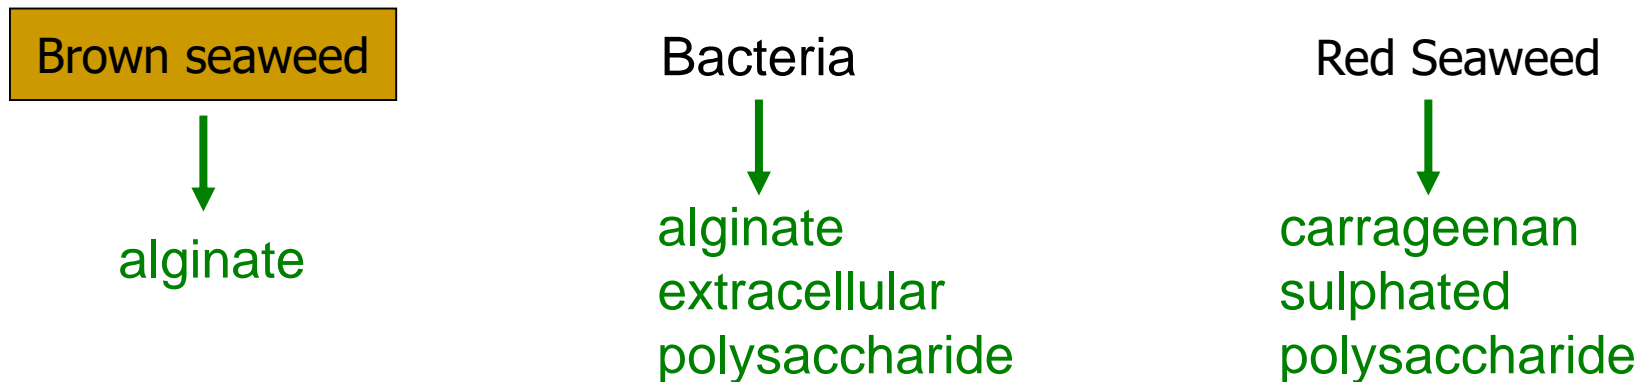 Brown seaweed
alginate
Bacteria
alginate
extracellular
polysaccharide
Red Seaweed
carrageenan
sulphated
polysaccharide